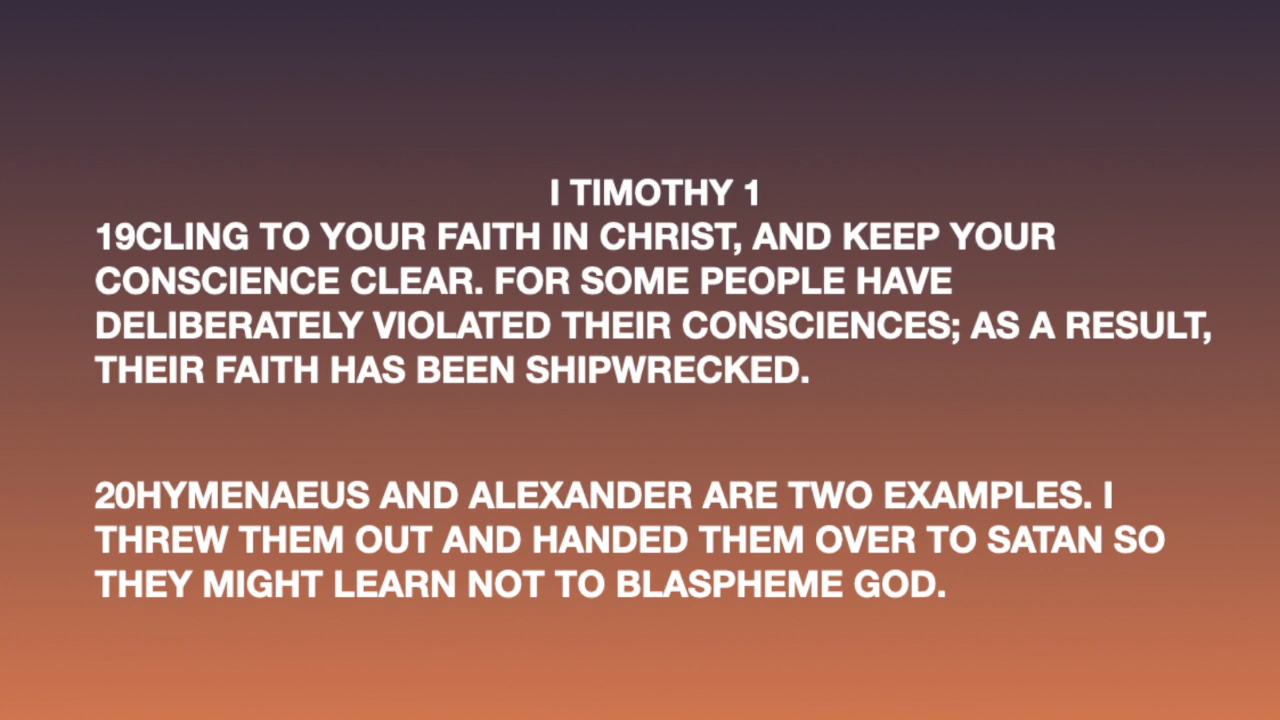 I TIMOTHY 1
19CLING TO YOUR FAITH IN CHRIST, AND KEEP YOUR
CONSCIENCE CLEAR. FOR SOME PEOPLE HAVE
DELIBERATELY VIOLATED THEIR CONSCIENCES; AS A RESULT,
THEIR FAITH HAS BEEN SHIPWRECKED.
20HYMENAEUS AND ALEXANDER ARE TWO EXAMPLES. I
THREW THEM OUT AND HANDED THEM OVER TO SATAN SO
THEY MIGHT LEARN NOT TO BLASPHEME GOD.